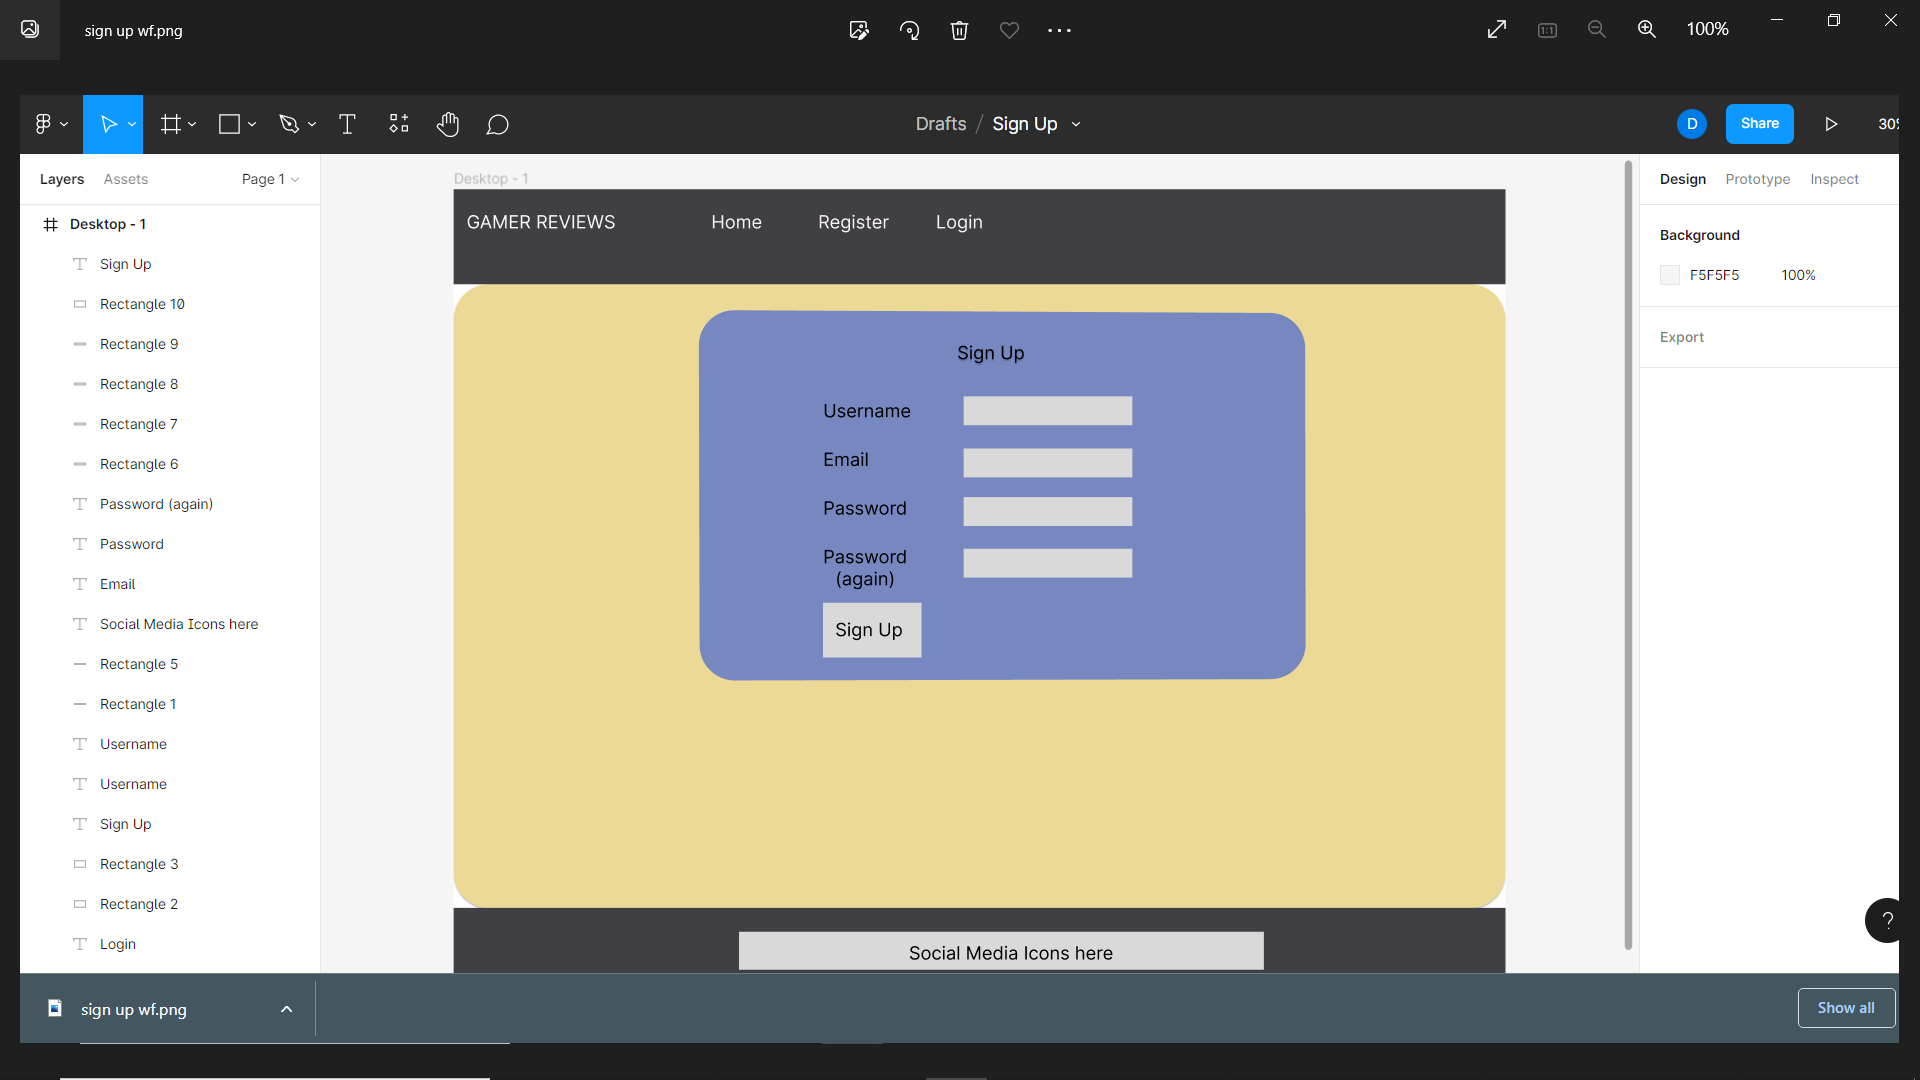 sign up wf.png
1:1
100%
Drafts / Sign Up
D
Share
Layers
Assets
Page 1
Desktop - 1
Sign Up
Rectangle 10
Rectangle 9
Rectangle 8
Rectangle 7
Rectangle 6
Password (again)
Password
Email
Social Media Icons here
Rectangle 5
Rectangle 1
Username
Username
Sign Up
Rectangle 3
Rectangle 2
Login
Desktop - 1
GAMER REVIEWS
Home
Register
Login
Sign Up
Username
Email
Password
Password
(again)
Sign Up
Social Media Icons here
Design
Prototype
Inspect
Background
F5F5F5
100%
Export
?
sign up wf.png
Show all